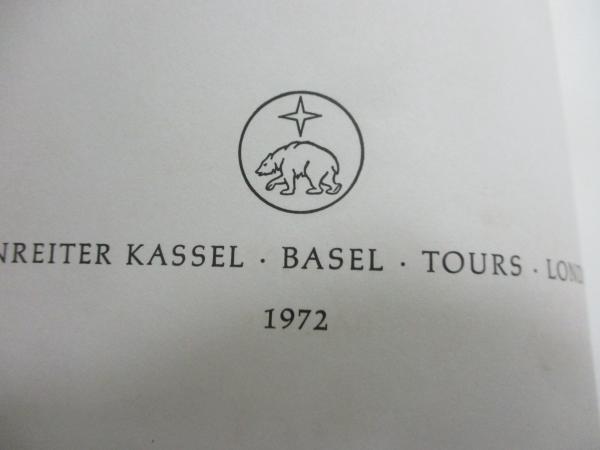 NREITER KASSEL · BASEL · TOURS · LOND
1972